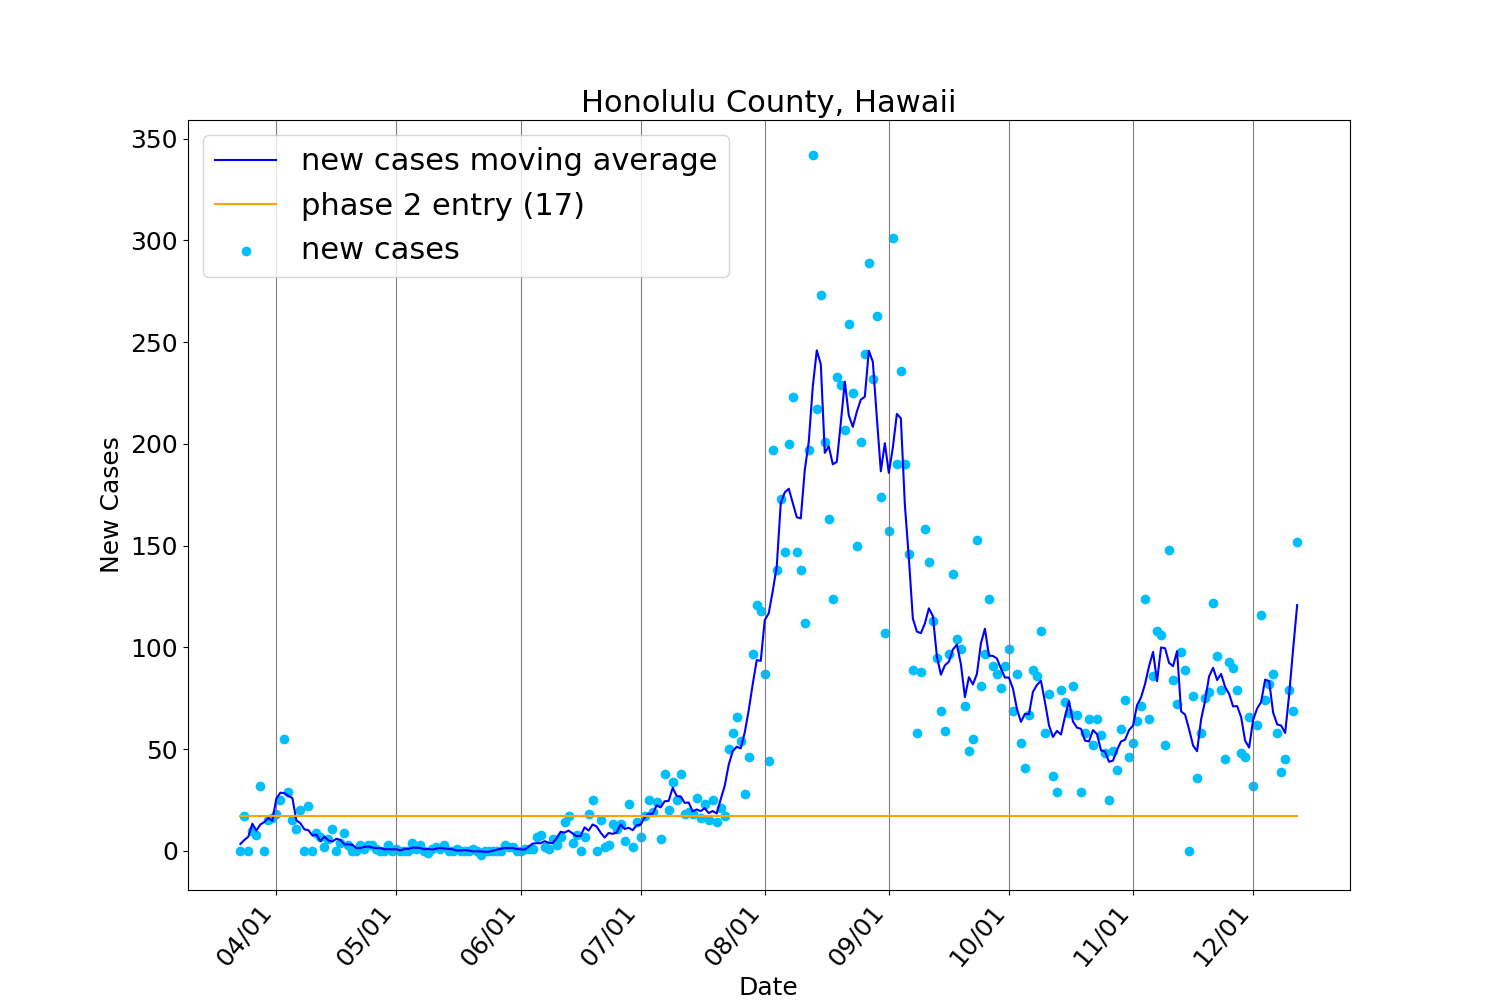 Honolulu County, Hawaii
350
300
250
200
150
100
50
0
New Cases
new cases moving average
phase 2 entry (17)
new cases
04/01
05/01
06/01
07/01
08/01
09/01
10/01
11/01
12/01
Date